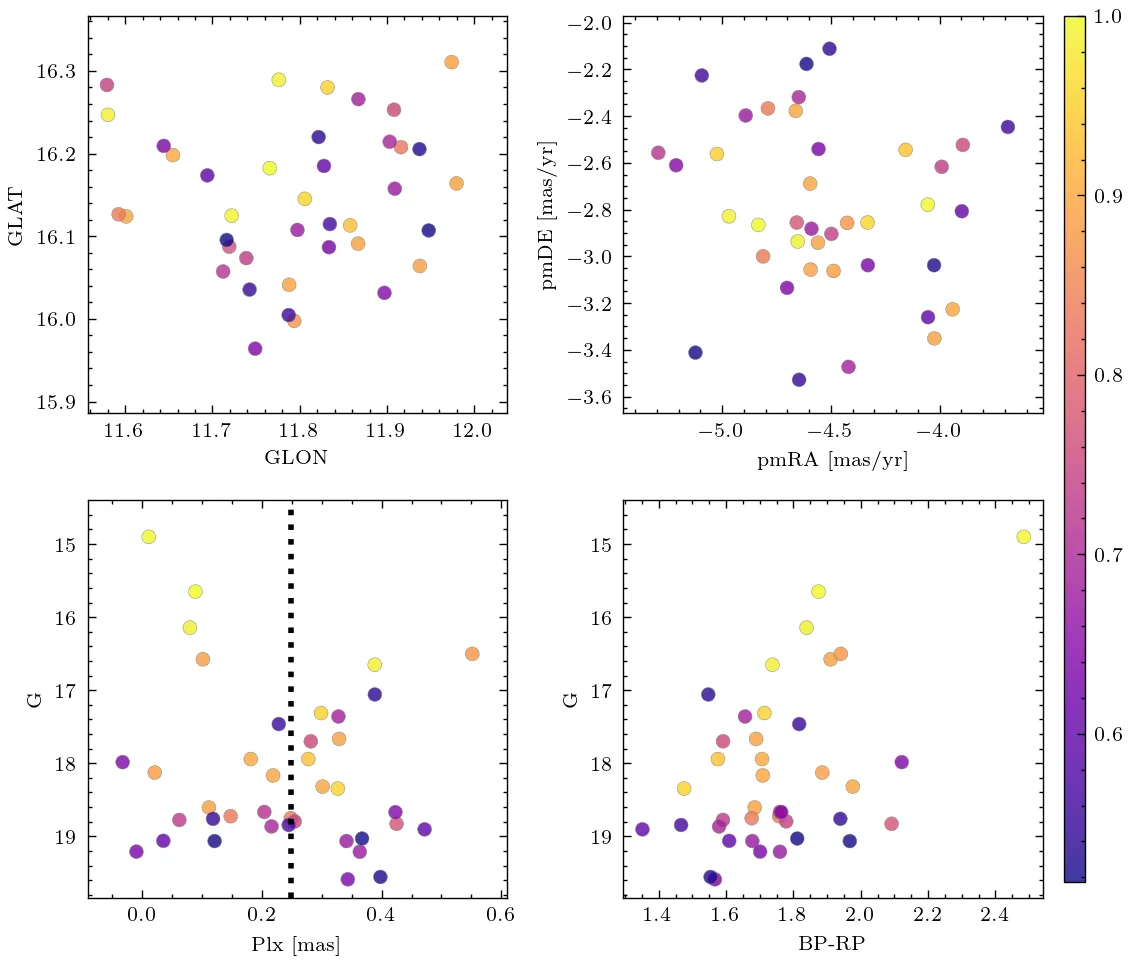 16.3
16.2
16.1
16.0
15.9
GLAT
11.6 11.7 11.8 11.9 12.0
GLON
−2.0
−2.2
−2.4
−2.6
−2.8
−3.0
−3.2
−3.4
−3.6
pmDE [mas/yr]
−5.0 −4.5 −4.0
pmRA [mas/yr]
1.0
0.9
0.8
0.7
0.6
15
16
17
18
19
G
0.0 0.2 0.4 0.6
Plx [mas]
15
16
17
18
19
G
1.4 1.6 1.8 2.0 2.2 2.4
BP-RP